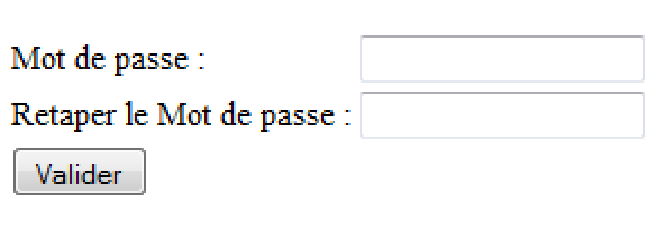 Mot de passe :
Retaper le Mot de passe :
Valider